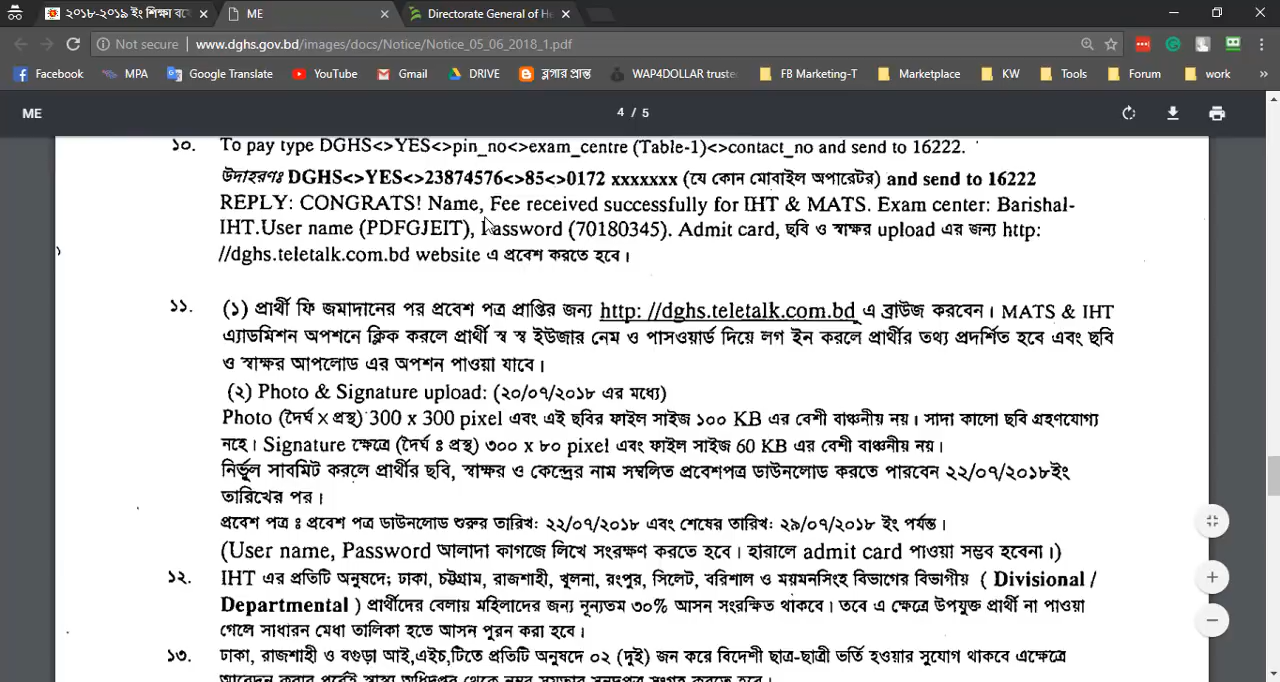 ২০১৮-২০১৯ ইং শিক্ষা বর্ষে
ME
Directorate General of He
Not secure
www.dghs.gov.bd/images/docs/Notice/Notice_05_06_2018_1.pdf
Facebook MPA Google Translate YouTube Gmail DRIVE ব্লগার প্রান্ত WAP4DOLLAR truste FB Marketing-T Marketplace KW Tools Forum work »
ME 4 / 5
১০. To pay type DGHS<>YES<>pin_no<>exam_centre (Table-1)<>contact_no and send to 16222.
উদাহরণঃ DGHS<>YES<>23874576<>85<>0172 xxxxxxx (যে কোন মোবাইল অপারেটর) and send to 16222
REPLY: CONGRATS! Name, Fee received successfully for IHT & MATS. Exam center: Barishal-
IHT.User name (PDFGJEIT), Password (70180345). Admit card, ছবি ও স্বাক্ষর upload এর জন্য http:
//dghs.teletalk.com.bd website এ প্রবেশ করতে হবে।
১১. (১) প্রার্থী ফি জমাদানের পর প্রবেশ পত্র প্রাপ্তির জন্য http: //dghs.teletalk.com.bd এ ব্রাউজ করবেন। MATS & IHT
এ্যাডমিশন অপশনে ক্লিক করলে প্রার্থী স্ব স্ব ইউজার নেম ও পাসওয়ার্ড দিয়ে লগ ইন করলে প্রার্থীর তথ্য প্রদর্শিত হবে এবং ছবি
ও স্বাক্ষর আপলোড এর অপশন পাওয়া যাবে।
(২) Photo & Signature upload: (২০/০৭/২০১৮ এর মধ্যে)
Photo (দৈর্ঘ x প্রস্থ) 300 x 300 pixel এবং এই ছবির ফাইল সাইজ ১০০ KB এর বেশী বাঞ্চনীয় নয়। সাদা কালো ছবি গ্রহণযোগ্য
নহে। Signature ক্ষেত্রে (দৈর্ঘ ঃ প্রস্থ) ৩০০ x ৮০ pixel এবং ফাইল সাইজ 60 KB এর বেশী বাঞ্চনীয় নয়।
নির্ভূল সাবমিট করলে প্রার্থীর ছবি, স্বাক্ষর ও কেন্দ্রের নাম সম্বলিত প্রবেশপত্র ডাউনলোড করতে পারবেন ২২/০৭/২০১৮ইং
তারিখের পর।
প্রবেশ পত্র ঃ প্রবেশ পত্র ডাউনলোড শুরুর তারিখ: ২২/০৭/২০১৮ এবং শেষের তারিখ: ২৯/০৭/২০১৮ ইং পর্যন্ত।
(User name, Password আলাদা কাগজে লিখে সংরক্ষণ করতে হবে। হারালে admit card পাওয়া সম্ভব হবেনা।)
১২. IHT এর প্রতিটি অনুষদে; ঢাকা, চট্টগ্রাম, রাজশাহী, খুলনা, রংপুর, সিলেট, বরিশাল ও ময়মনসিংহ বিভাগের বিভাগীয় ( Divisional /
Departmental ) প্রার্থীদের বেলায় মহিলাদের জন্য নূন্যতম ৩০% আসন সংরক্ষিত থাকবে। তবে এ ক্ষেত্রে উপযুক্ত প্রার্থী না পাওয়া
গেলে সাধারন মেধা তালিকা হতে আসন পুরন করা হবে।
১৩. ঢাকা, রাজশাহী ও বগুড়া আই,এইচ,টিতে প্রতিটি অনুষদে ০২ (দুই) জন করে বিদেশী ছাত্র-ছাত্রী ভর্তি হওয়ার সুযোগ থাকবে এক্ষেত্রে